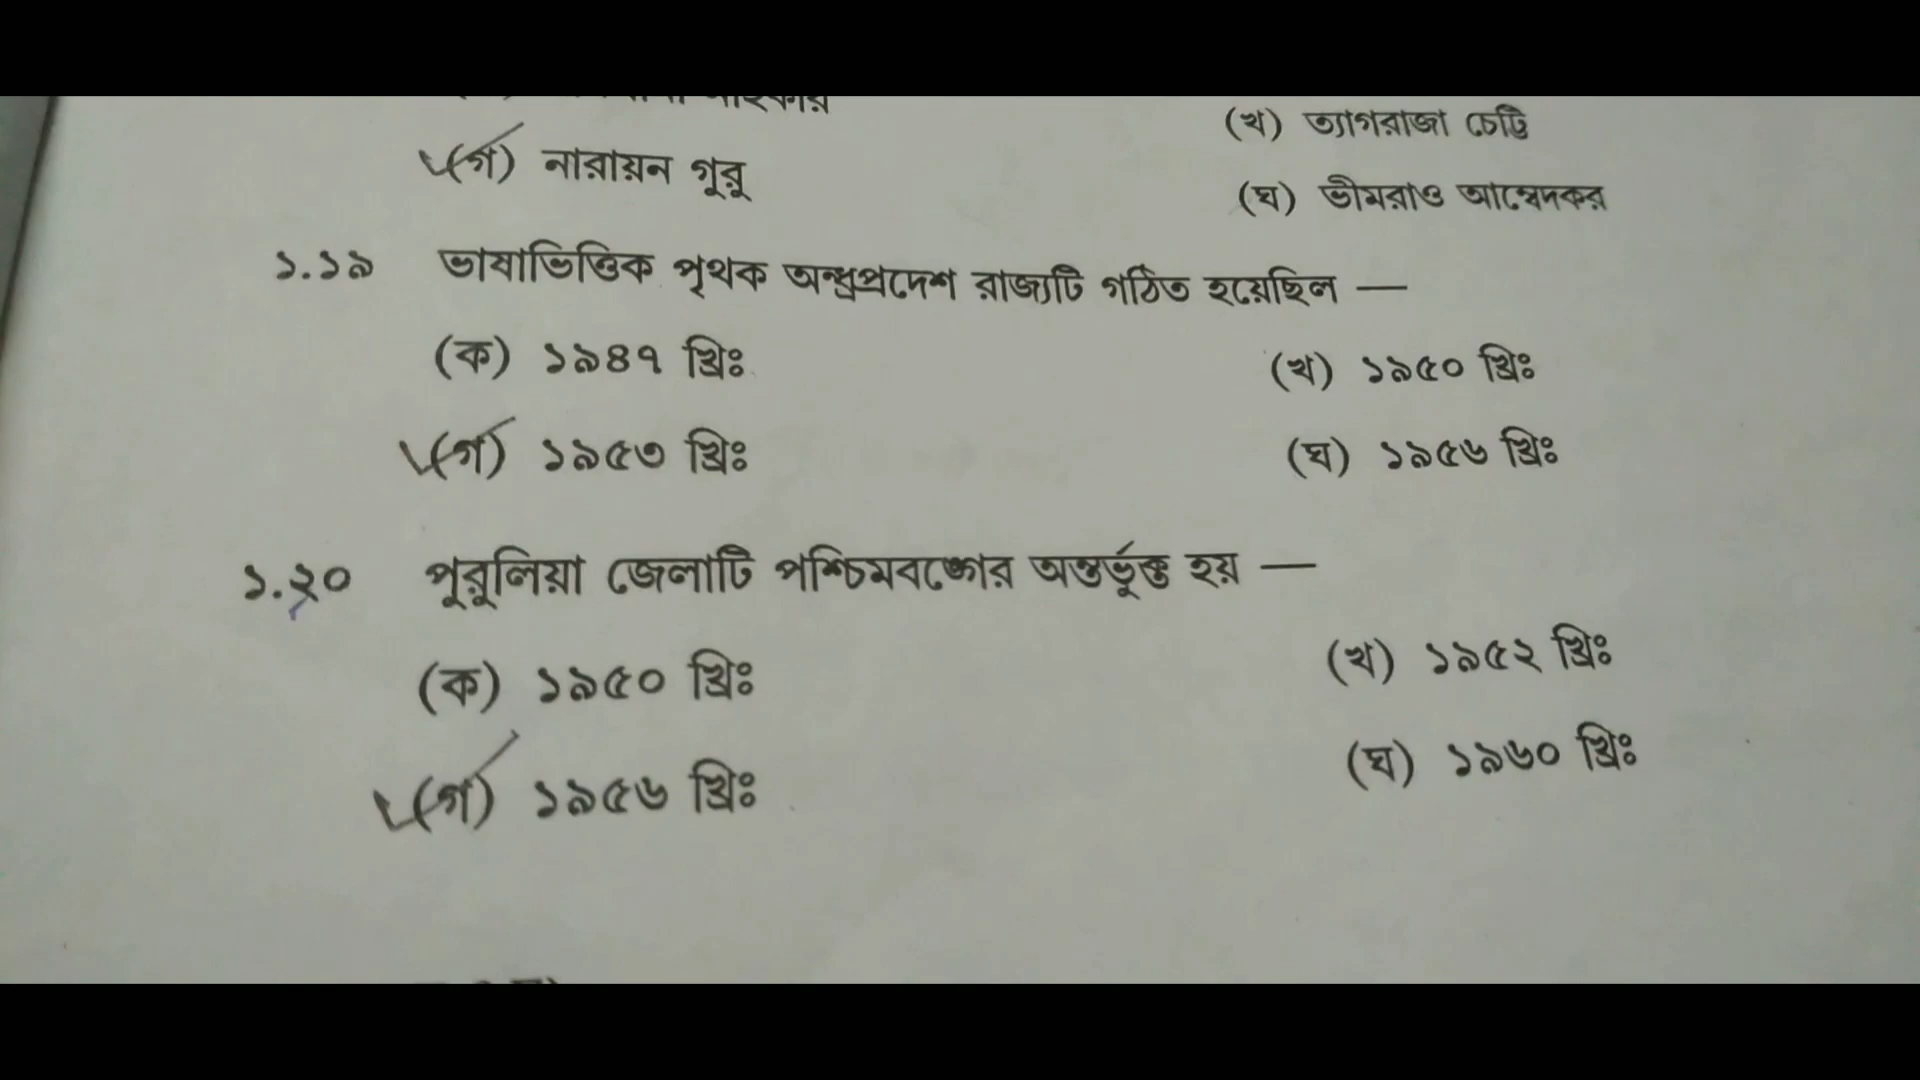 (খ) ত্যাগরাজা চেট্টি
(গ) নারায়ন গুরু
(ঘ) ভীমরাও আম্বেদকর
১.১৯ ভাষাভিত্তিক পৃথক অন্ধ্রপ্রদেশ রাজ্যটি গঠিত হয়েছিল —
(ক) ১৯৪৭ খ্রিঃ (খ) ১৯৫০ খ্রিঃ
(গ) ১৯৫৩ খ্রিঃ (ঘ) ১৯৫৬ খ্রিঃ
১.২০ পুরুলিয়া জেলাটি পশ্চিমবঙ্গের অন্তর্ভূক্ত হয় —
(ক) ১৯৫০ খ্রিঃ (খ) ১৯৫২ খ্রিঃ
(গ) ১৯৫৬ খ্রিঃ (ঘ) ১৯৬০ খ্রিঃ